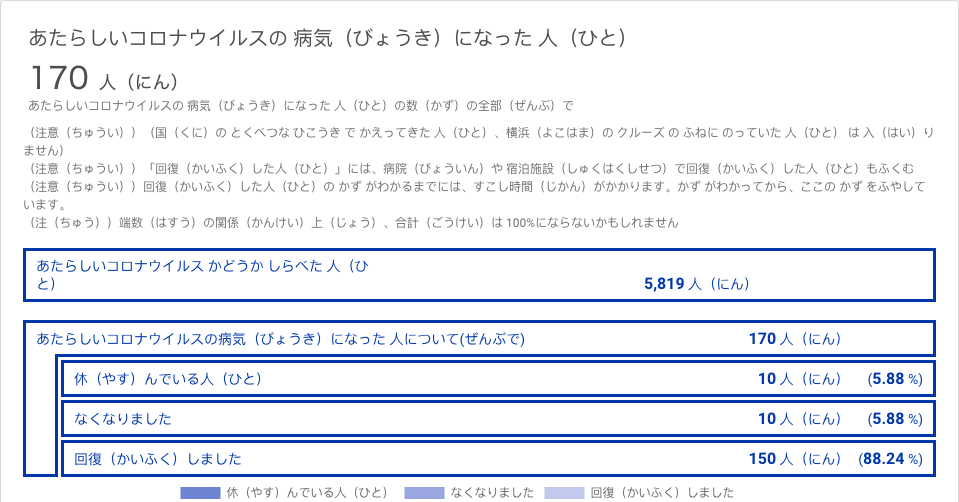 あたらしいコロナウイルスの 病気（びょうき）になった 人（ひと）
170 人（にん）
あたらしいコロナウイルスの 病気（びょうき）になった 人（ひと）の数（かず）の全部（ぜんぶ）で
（注意（ちゅうい））（国（くに）の とくべつな ひこうき で かえってきた 人（ひと）、横浜（よこはま）の クルーズ の ふねに のっていた 人（ひと） は 入（はい）り
ません）
（注意（ちゅうい））「回復（かいふく）した人（ひと）」には、病院（びょういん）や 宿泊施設（しゅくはくしせつ）で回復（かいふく）した人（ひと）もふくむ
（注意（ちゅうい））回復（かいふく）した人（ひと）の かず がわかるまでには、すこし時間（じかん）がかかります。かず がわかってから、ここの かず をふやして
います。
（注（ちゅう））端数（はすう）の関係（かんけい）上（じょう）、合計（ごうけい）は 100%にならないかもしれません
あたらしいコロナウイルス かどうか しらべた 人（ひ
と） 5,819 人（にん）
あたらしいコロナウイルスの病気（びょうき）になった 人について(ぜんぶで) 170 人（にん）
休（やす）んでいる人（ひと） 10 人（にん） (5.88 %)
なくなりました 10 人（にん） (5.88 %)
回復（かいふく）しました 150 人（にん） (88.24 %)
休（やす）んでいる人（ひと） なくなりました 回復（かいふく）しました